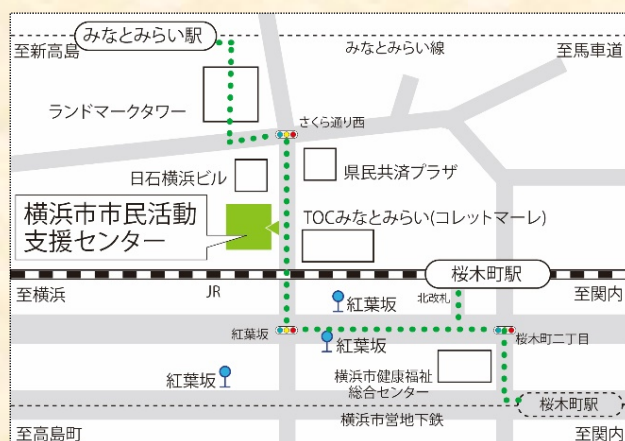 みなとみらい駅
至新高島
みなとみらい線
至馬車道
ランドマークタワー
さくら通り西
日石横浜ビル
県民共済プラザ
横浜市市民活動
支援センター
TOCみなとみらい(コレットマーレ)
桜木町駅
至横浜
JR
北改札
至関内
紅葉坂
紅葉坂
紅葉坂
桜木町二丁目
紅葉坂
横浜市健康福祉
総合センター
桜木町駅
横浜市営地下鉄
至高島町
至関内